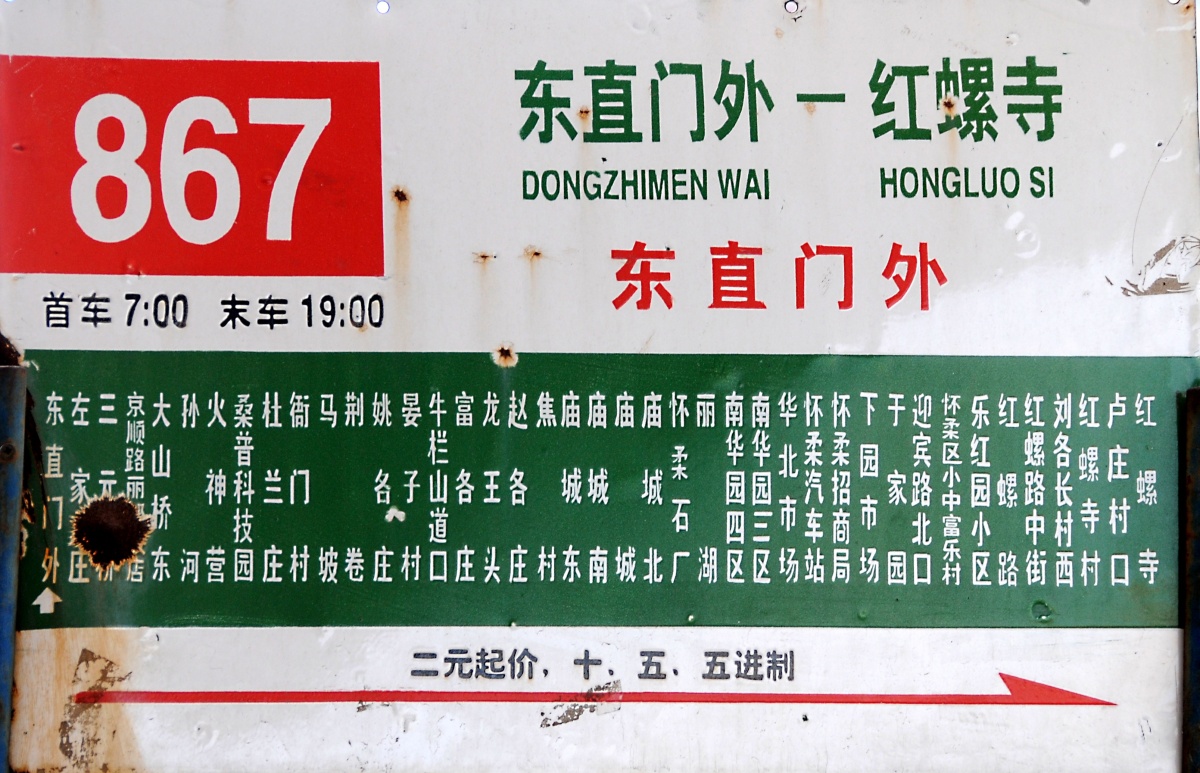 867
东直门外 — 红螺寺
DONGZHIMEN WAI HONGLUO SI
东直门外
首车 7:00 末车 19:00
东直门外
左家庄
三元桥
京顺路丽都饭店
大山桥东
孙河
火神营
桑普科技园
杜兰庄
衙门村
马坡
荆卷
姚各庄
晏子村
牛栏山道口
富各庄
龙王头
赵各庄
焦村
庙城东
庙城南
庙城
庙城北
怀柔石厂
丽湖
南华园四区
南华园三区
华北市场
怀柔汽车站
怀柔招商局
下园市场
于家园
迎宾路北口
怀柔区小中富乐村
乐红园小区
红螺路
红螺路中街
刘各长村西
红螺寺村
卢庄村口
红螺寺
二元起价，十、五、五进制